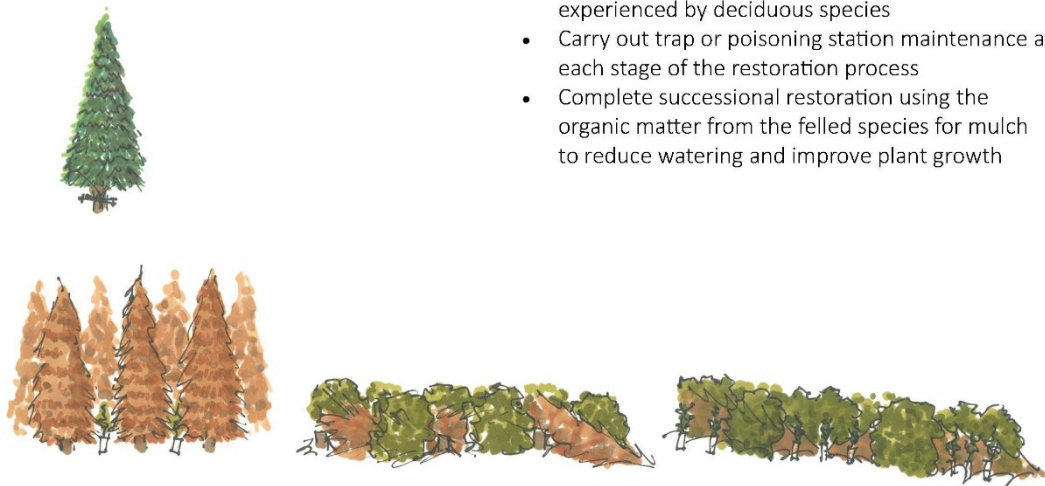 experienced by deciduous species
• Carry out trap or poisoning station maintenance a
each stage of the restoration process
• Complete successional restoration using the
organic matter from the felled species for mulch
to reduce watering and improve plant growth